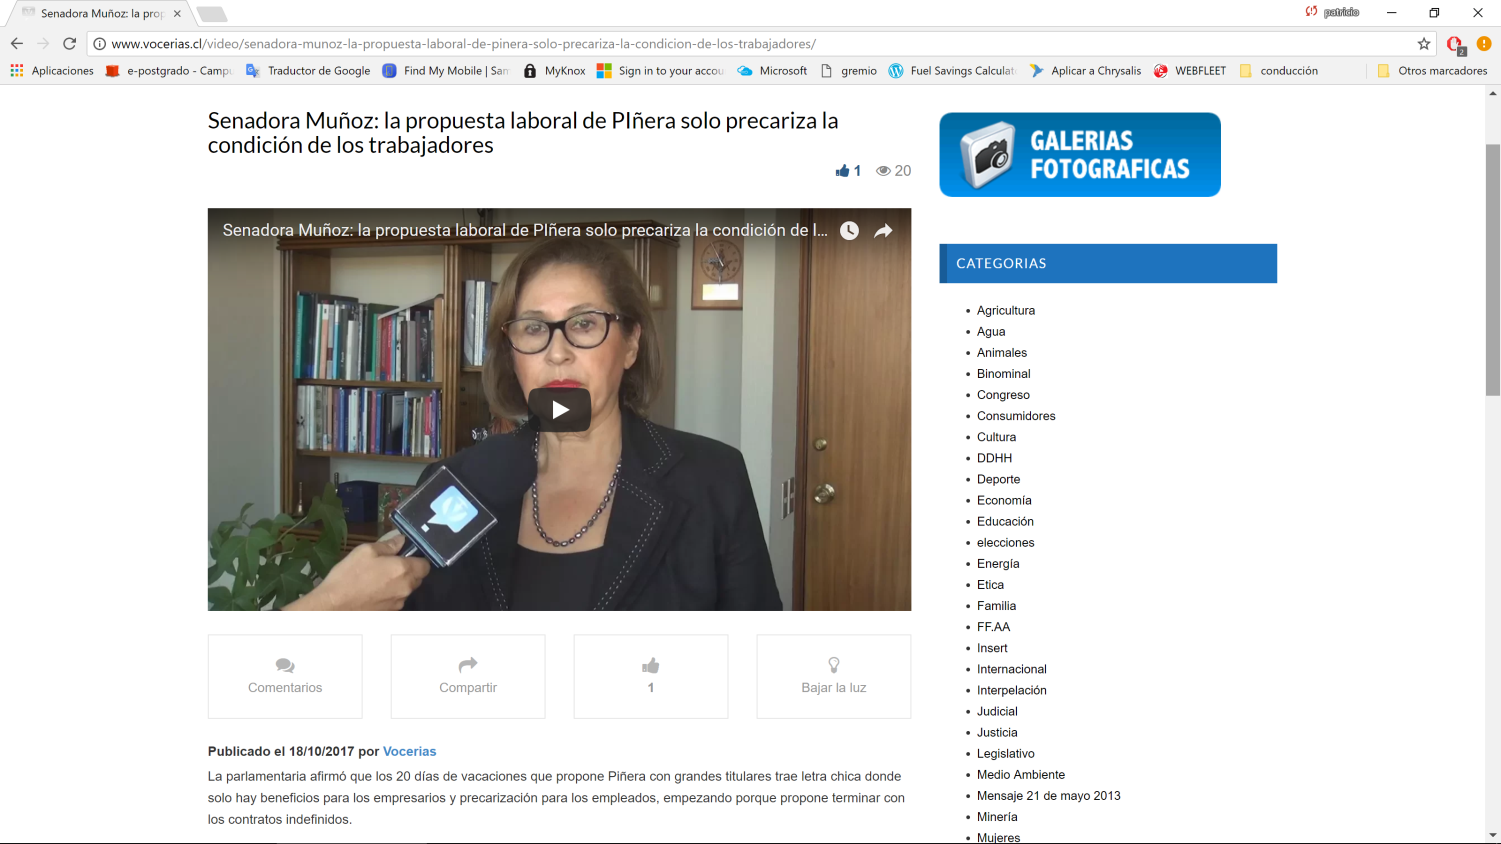 Senadora Muñoz: la prop
patricio
www.vocerias.cl/video/senadora-munoz-la-propuesta-laboral-de-pinera-solo-precariza-la-condicion-de-los-trabajadores/
2
Aplicaciones
e-postgrado - Campu
Traductor de Google
Find My Mobile | Sam
MyKnox
Sign in to your accou
Microsoft
gremio
Fuel Savings Calculat
Aplicar a Chrysalis
WEBFLEET
conducción
Otros marcadores
Senadora Muñoz: la propuesta laboral de PIñera solo precariza la
condición de los trabajadores
1 20
Senadora Muñoz: la propuesta laboral de PIñera solo precariza la condición de l...
Comentarios
Compartir
1
Bajar la luz
Publicado el 18/10/2017 por Vocerias
La parlamentaria afirmó que los 20 días de vacaciones que propone Piñera con grandes titulares trae letra chica donde
solo hay beneficios para los empresarios y precarización para los empleados, empezando porque propone terminar con
los contratos indefinidos.
GALERIAS
FOTOGRAFICAS
CATEGORIAS
Agricultura
Agua
Animales
Binominal
Congreso
Consumidores
Cultura
DDHH
Deporte
Economía
Educación
elecciones
Energía
Etica
Familia
FF.AA
Insert
Internacional
Interpelación
Judicial
Justicia
Legislativo
Medio Ambiente
Mensaje 21 de mayo 2013
Minería
Mujeres